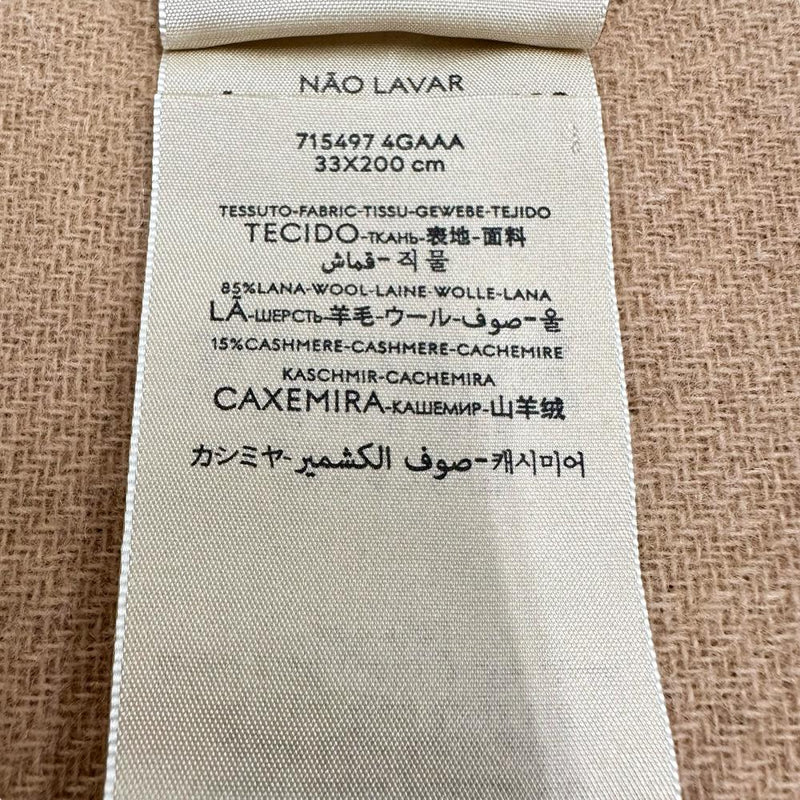 NÃO LAVAR
715497 4GAAA
33X200 cm
TESSUTO-FABRIC-TISSU-GEWEBE-TEJIDO
TECIDO-ТКАНЬ-表地-面料
직물-قماش
85%LANA-WOOL-LAINE-WOLLE-LANA
LÃ-ШЕРСТЬ-羊毛-ウール-صوف-울
15%CASHMERE-CASHMERE-CACHEMIRE
KASCHMIR-CACHEMIRA
CAXEMIRA-КАШЕМИР-山羊绒
カシミヤ-صوف الكشمير-캐시미어